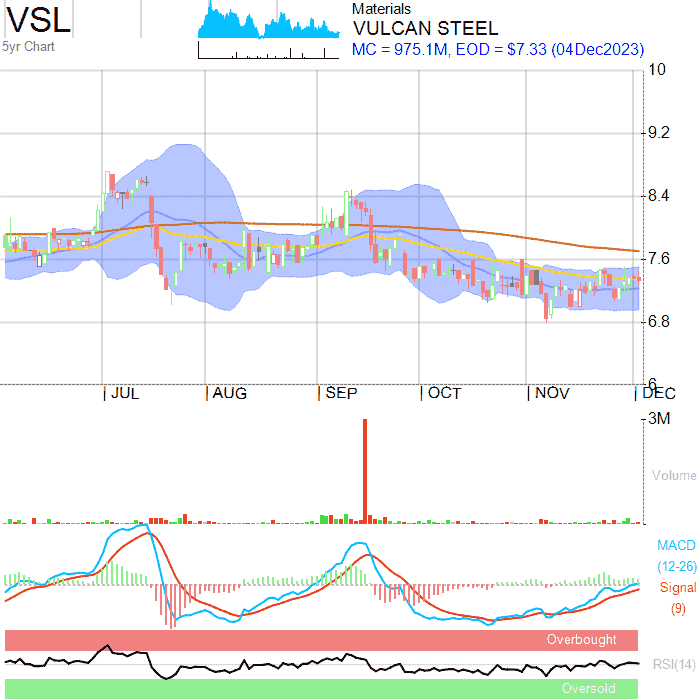 VSL
5yr Chart
Materials
VULCAN STEEL
MC = 975.1M, EOD = $7.33 (04Dec2023)
10
9.2
8.4
7.6
6.8
6
JUL AUG SEP OCT NOV DEC
3M
Volume
MACD
(12-26)
Signal
(9)
Overbought
RSI(14)
Oversold